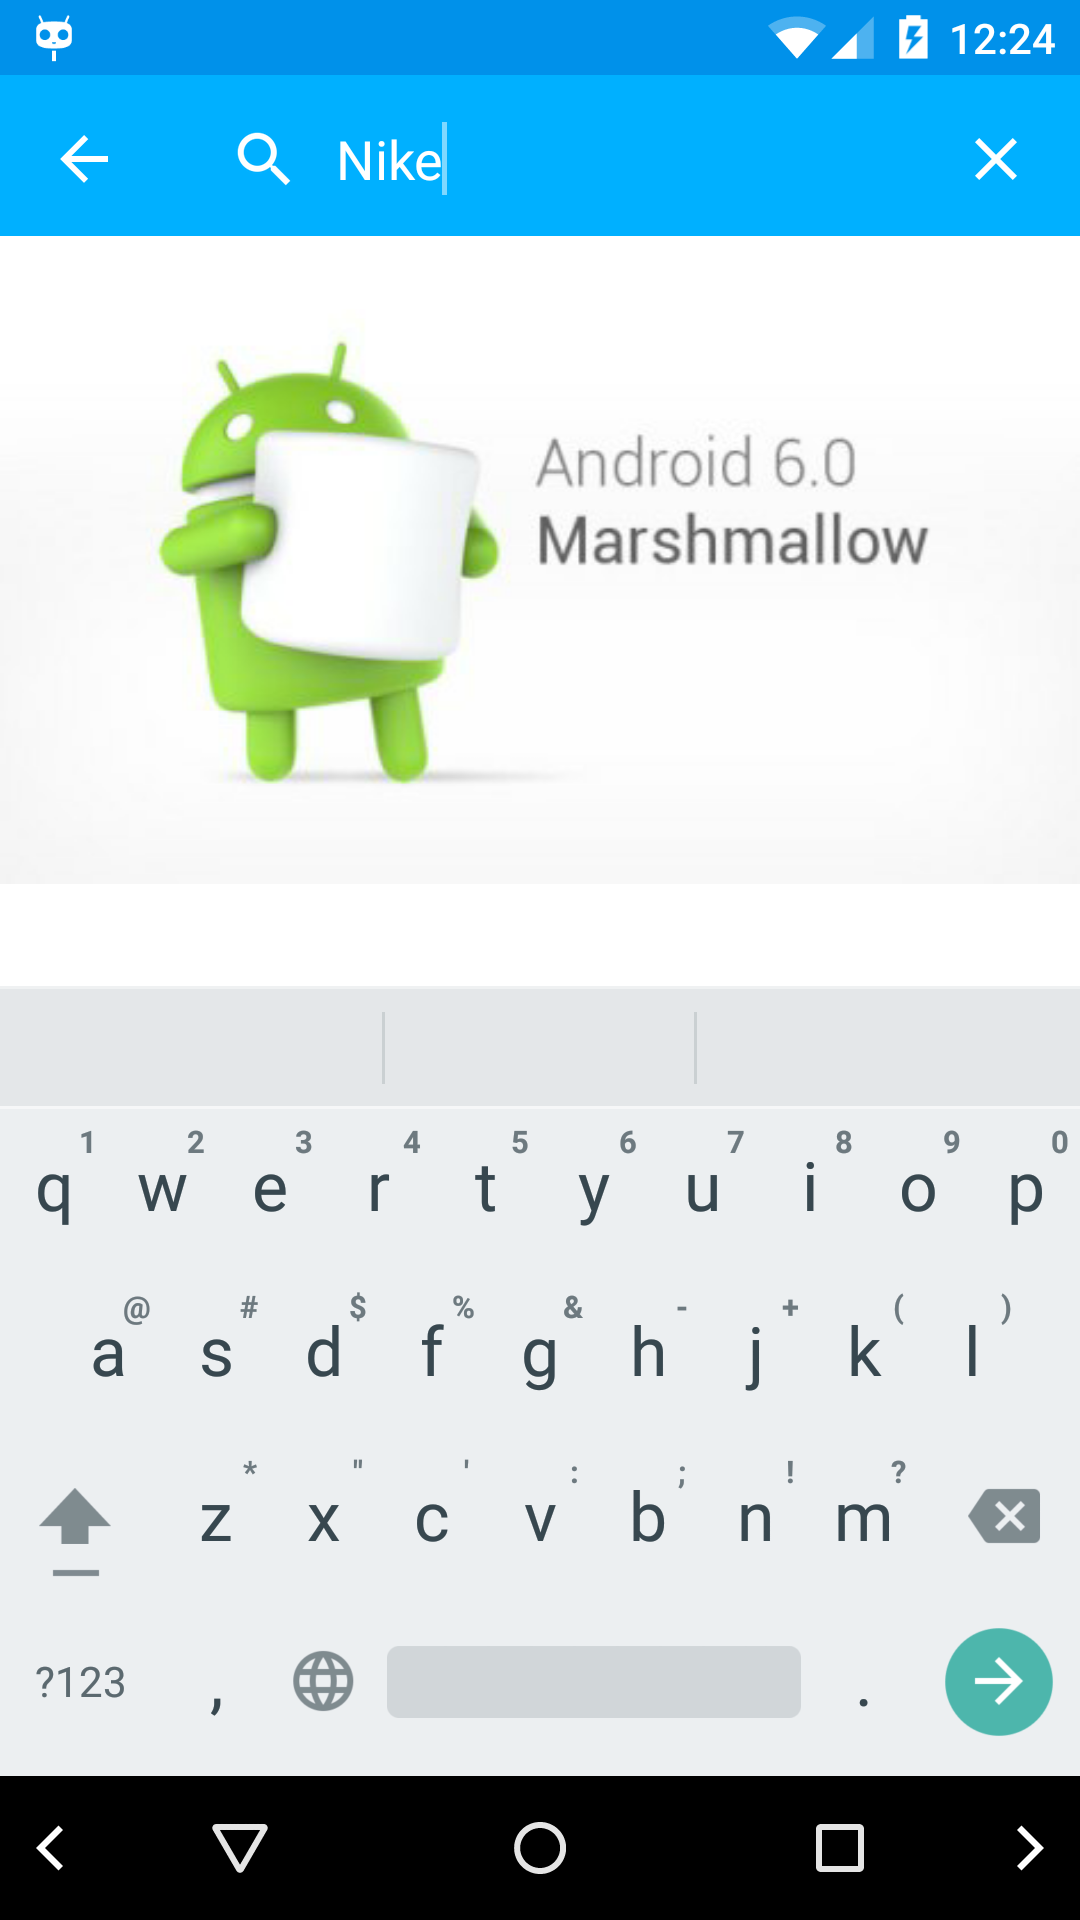 12:24
Nike
Android 6.0
Marshmallow
1 2 3 4 5 6 7 8 9 0
q w e r t y u i o p
@ # $ % & - + ( )
a s d f g h j k l
* " ' : ; ! ?
z x c v b n m
?123 , .